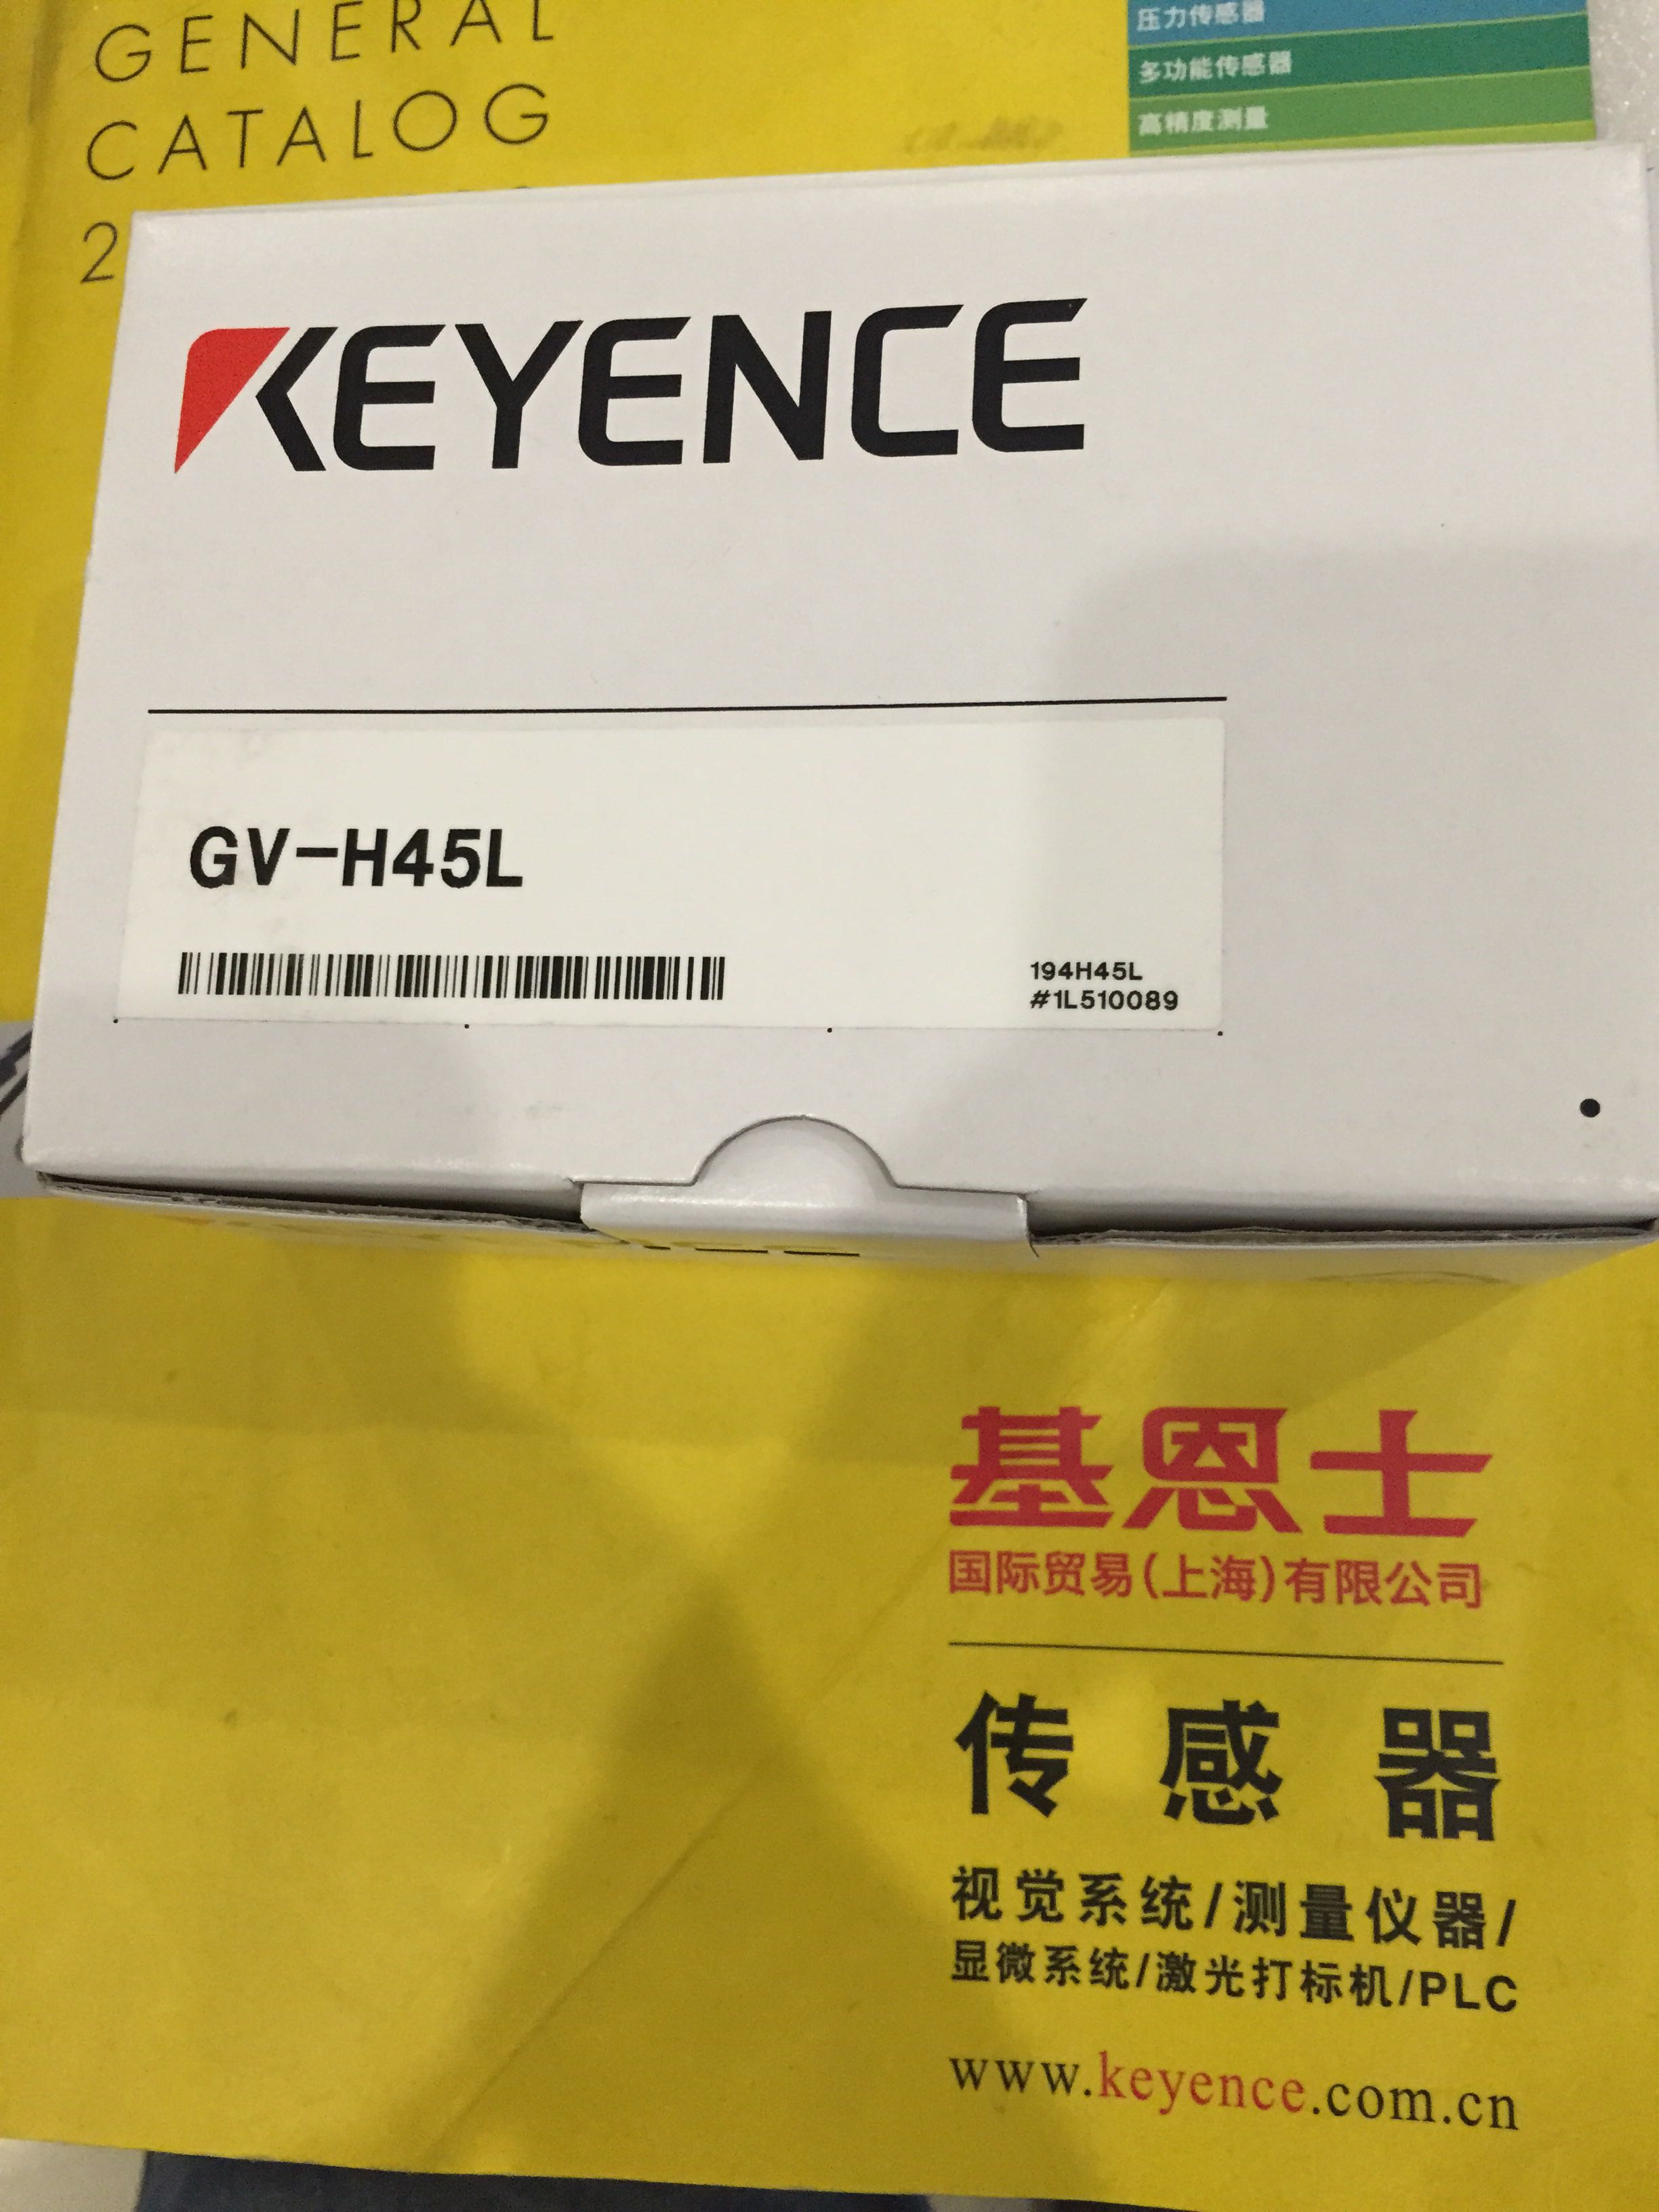 GENERAL
CATALOG
2
压力传感器
多功能传感器
高精度测量
KEYENCE
GV-H45L
194H45L
#1L510089
基恩士
国际贸易(上海)有限公司
传感器
视觉系统/测量仪器/
显微系统/激光打标机/PLC
www.keyence.com.cn